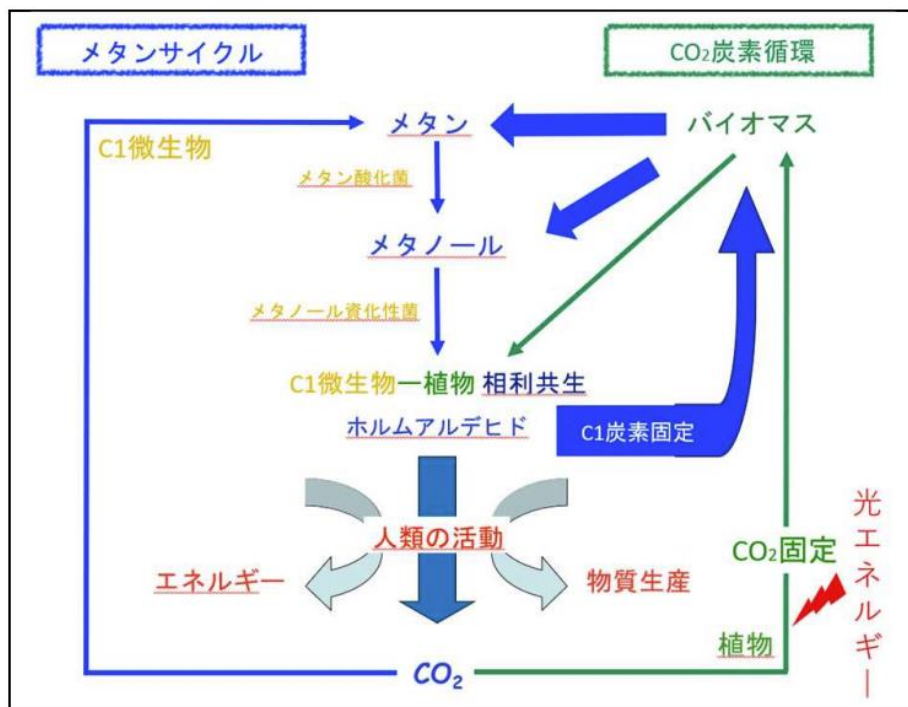 メタンサイクル
CO₂炭素循環
C1微生物
メタン
バイオマス
メタン酸化菌
メタノール
メタノール資化性菌
C1微生物ー植物 相利共生
ホルムアルデヒド
C1炭素固定
人類の活動
エネルギー
物質生産
CO₂固定
光エネルギー
植物
CO₂